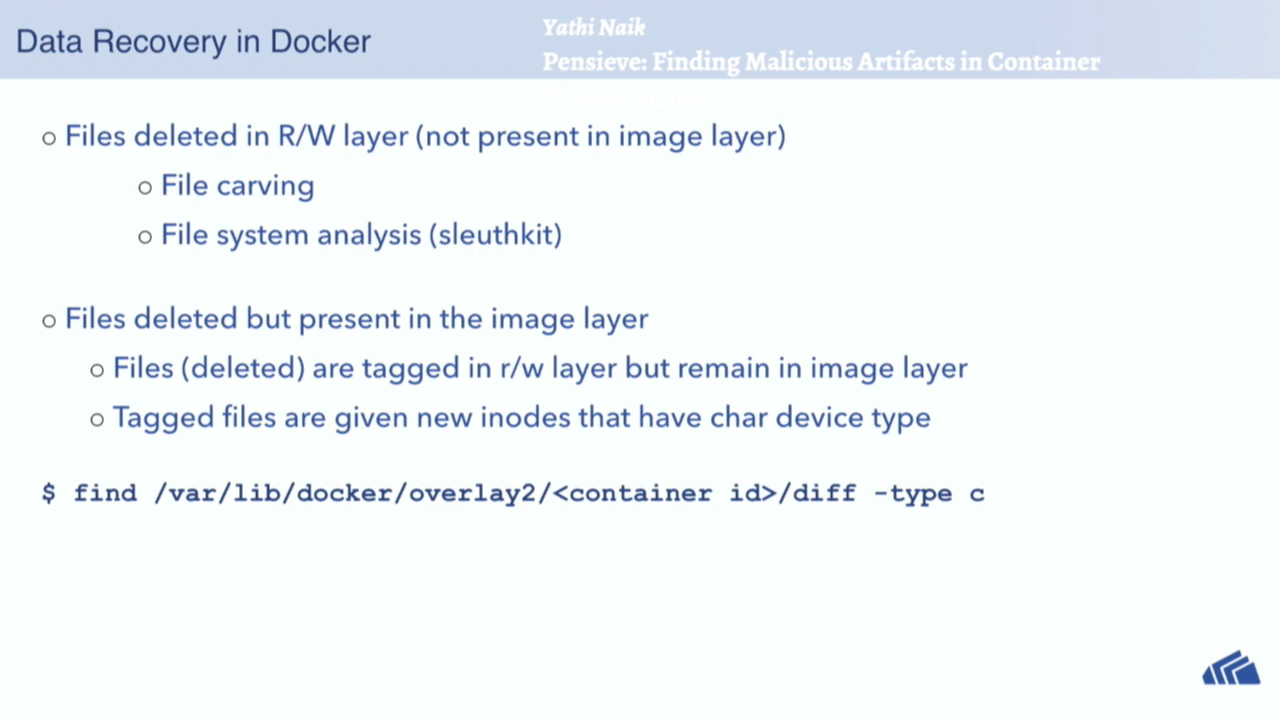 Data Recovery in Docker
Yathi Naik
Pensieve: Finding Malicious Artifacts in Container
○ Files deleted in R/W layer (not present in image layer)
○ File carving
○ File system analysis (sleuthkit)
○ Files deleted but present in the image layer
○ Files (deleted) are tagged in r/w layer but remain in image layer
○ Tagged files are given new inodes that have char device type
$ find /var/lib/docker/overlay2/<container id>/diff -type c